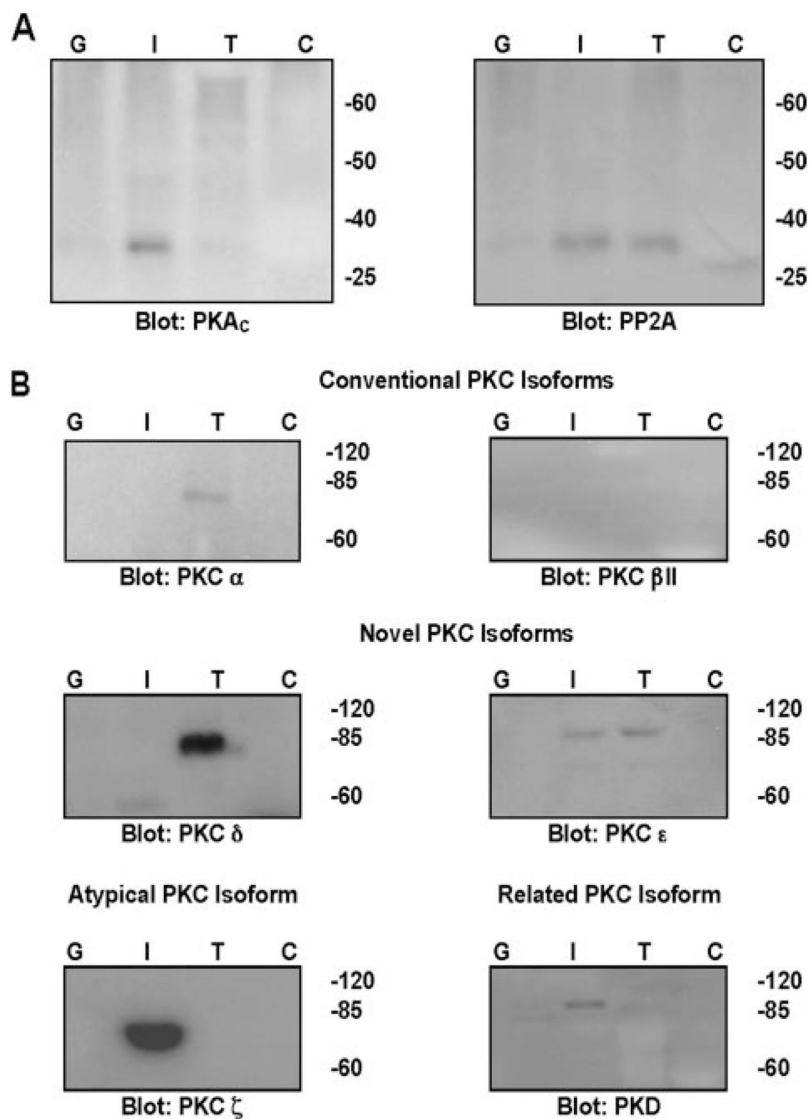 A
G I T C G I T C
-60 -60
-50 -50
-40 -40
-25 -25
Blot: PKAC Blot: PP2A
B
Conventional PKC Isoforms
G I T C G I T C
-120 -120
-85 -85
-60 -60
Blot: PKC α Blot: PKC βII
Novel PKC Isoforms
G I T C G I T C
-120 -120
-85 -85
-60 -60
Blot: PKC δ Blot: PKC ε
Atypical PKC Isoform Related PKC Isoform
G I T C G I T C
-120 -120
-85 -85
-60 -60
Blot: PKC ζ Blot: PKD